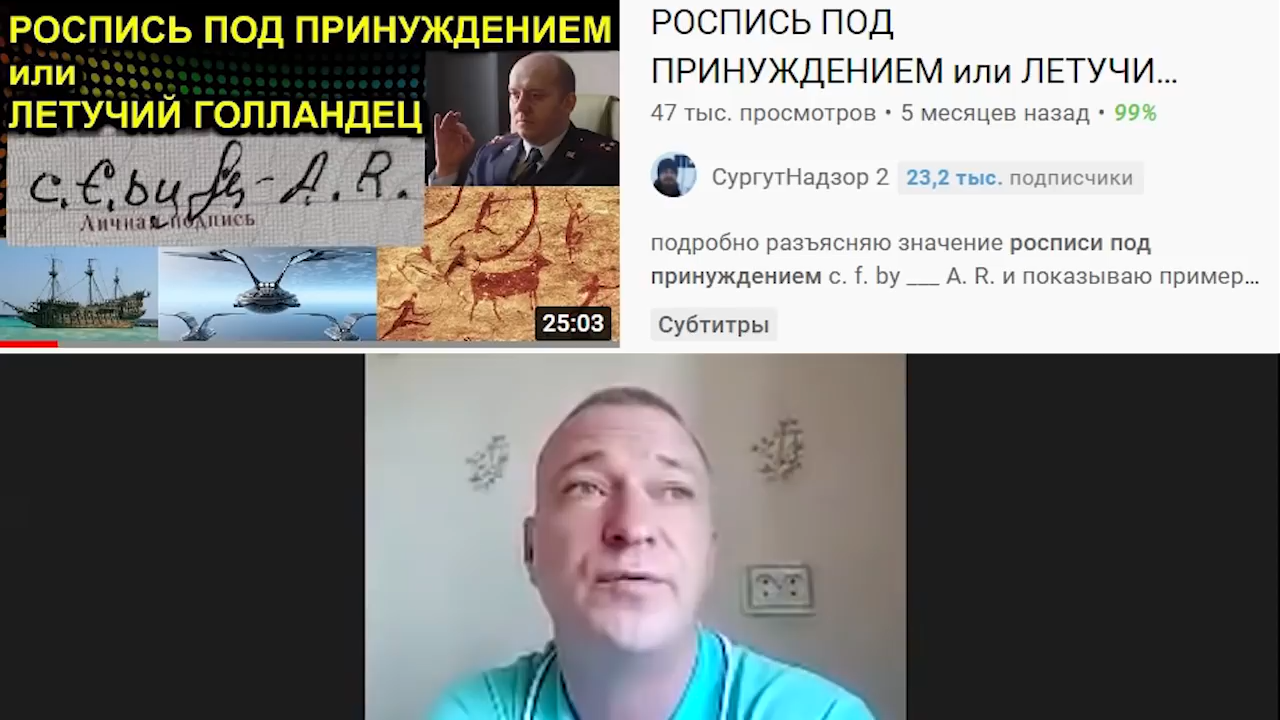 РОСПИСЬ ПОД ПРИНУЖДЕНИЕМ
или
ЛЕТУЧИЙ ГОЛЛАНДЕЦ
Личная подпись
25:03
РОСПИСЬ ПОД
ПРИНУЖДЕНИЕМ или ЛЕТУЧИ...
47 тыс. просмотров • 5 месяцев назад • 99%
СургутНадзор 2 23,2 тыс. подписчики
подробно разъясняю значение росписи под
принуждением c. f. by ___ A. R. и показываю пример...
Субтитры